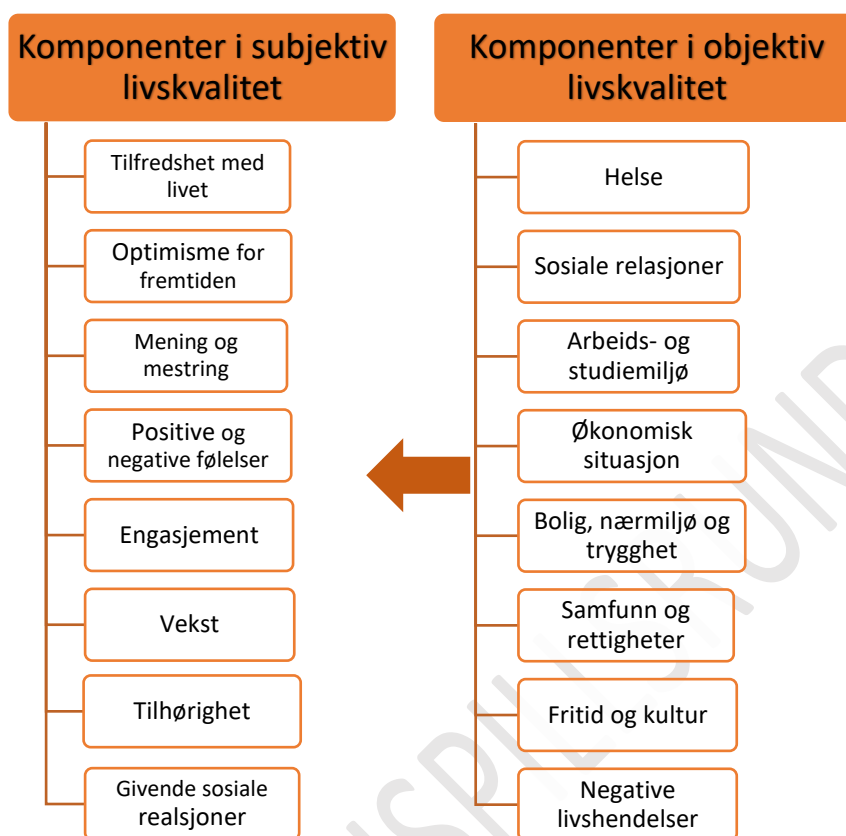 Komponenter i subjektiv
livskvalitet
Tilfredshet med
livet
Optimisme for
fremtiden
Mening og
mestring
Positive og
negative følelser
Engasjement
Vekst
Tilhørighet
Givende sosiale
realsjoner
Komponenter i objektiv
livskvalitet
Helse
Sosiale relasjoner
Arbeids- og
studiemiljø
Økonomisk
situasjon
Bolig, nærmiljø og
trygghet
Samfunn og
rettigheter
Fritid og kultur
Negative
livshendelser